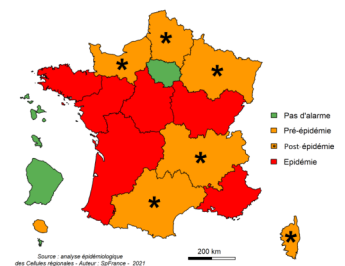 Pas d'alarme
Pré-épidémie
Post- épidémie
Epidémie
200 km
Source : analyse épidémiologique
des Cellules régionales - Auteur : SpFrance - 2021